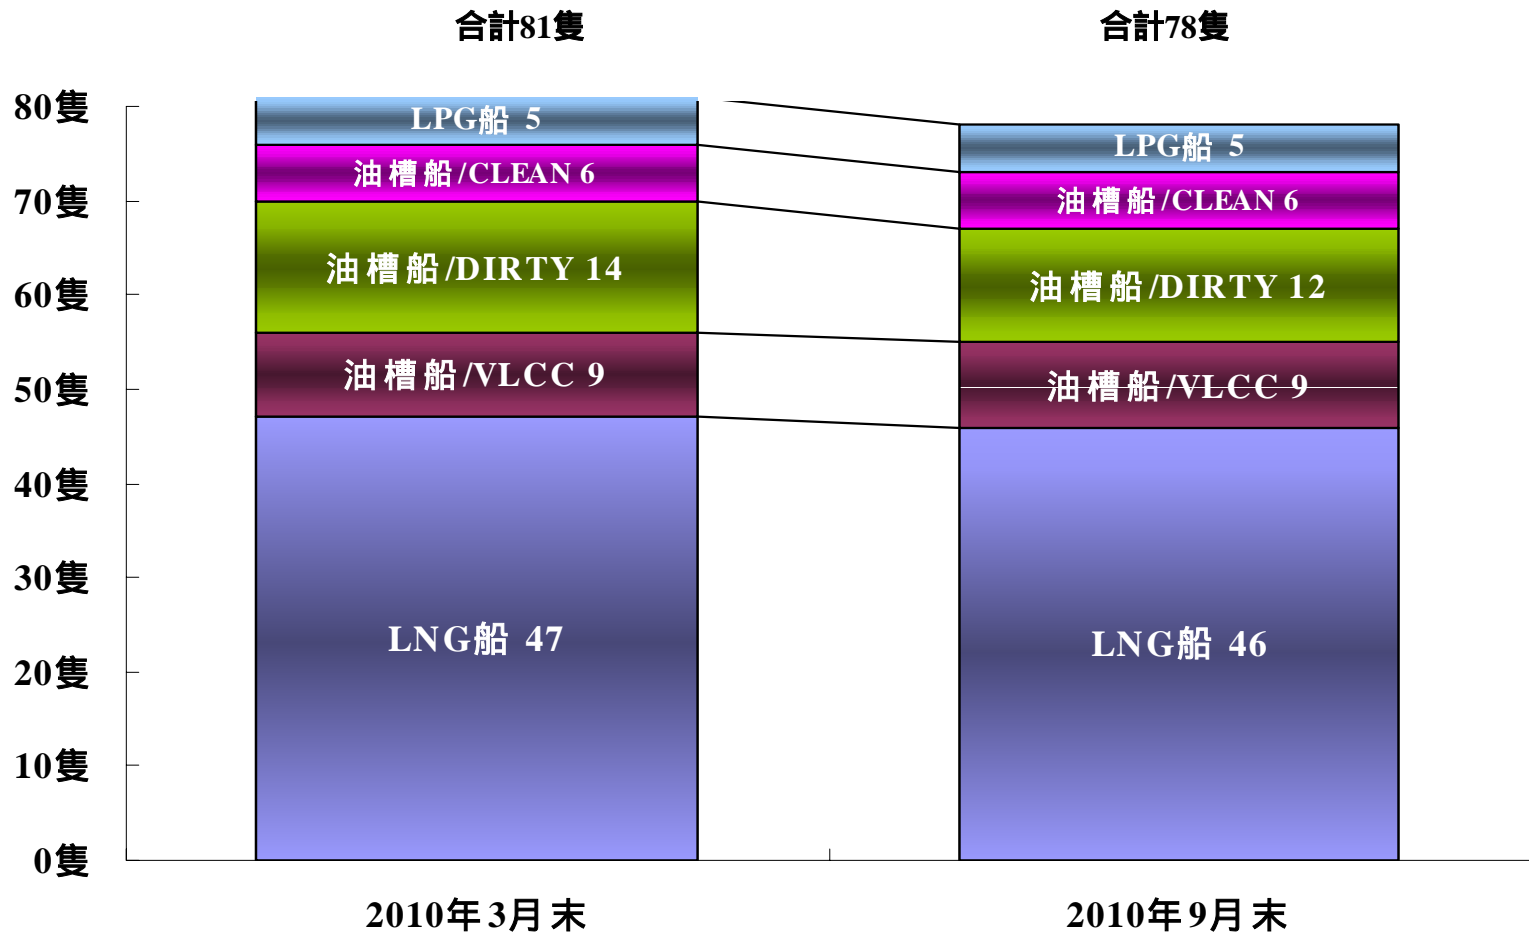 合計81隻
合計78隻
80隻
70隻
60隻
50隻
40隻
30隻
20隻
10隻
0隻
LPG船 5
油槽船/CLEAN 6
油槽船/DIRTY 14
油槽船/VLCC 9
LNG船 47
LPG船 5
油槽船/CLEAN 6
油槽船/DIRTY 12
油槽船/VLCC 9
LNG船 46
2010年3月末
2010年9月末